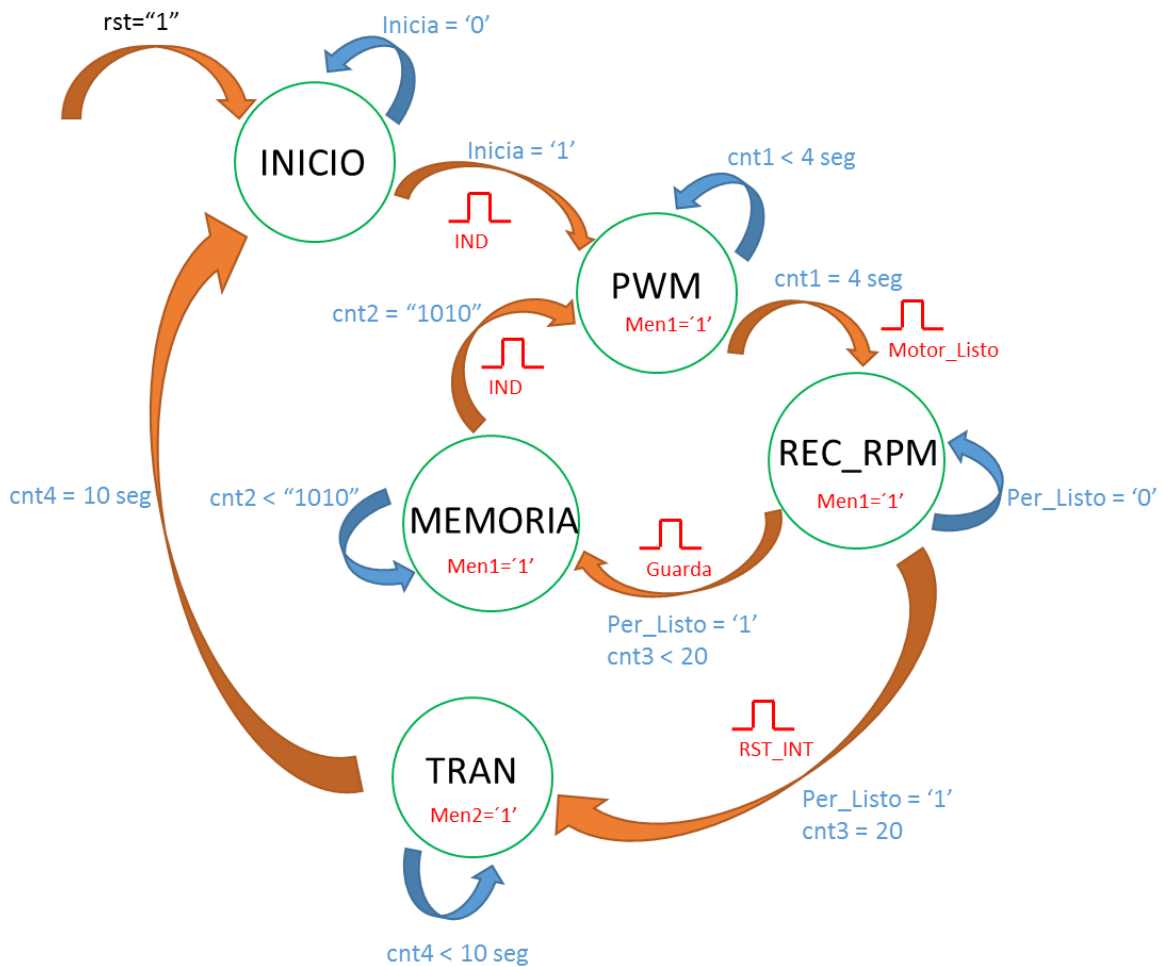 rst=“1”
Inicia = ‘0’
INICIO
Inicia = ‘1’
IND
cnt1 < 4 seg
PWM
Men1=´1’
cnt1 = 4 seg
Motor_Listo
cnt2 = “1010”
IND
REC_RPM
Men1=´1’
Per_Listo = ‘0’
cnt4 = 10 seg
cnt2 < “1010”
MEMORIA
Men1=´1’
Guarda
Per_Listo = ‘1’
cnt3 < 20
RST_INT
TRAN
Men2=´1’
Per_Listo = ‘1’
cnt3 = 20
cnt4 < 10 seg